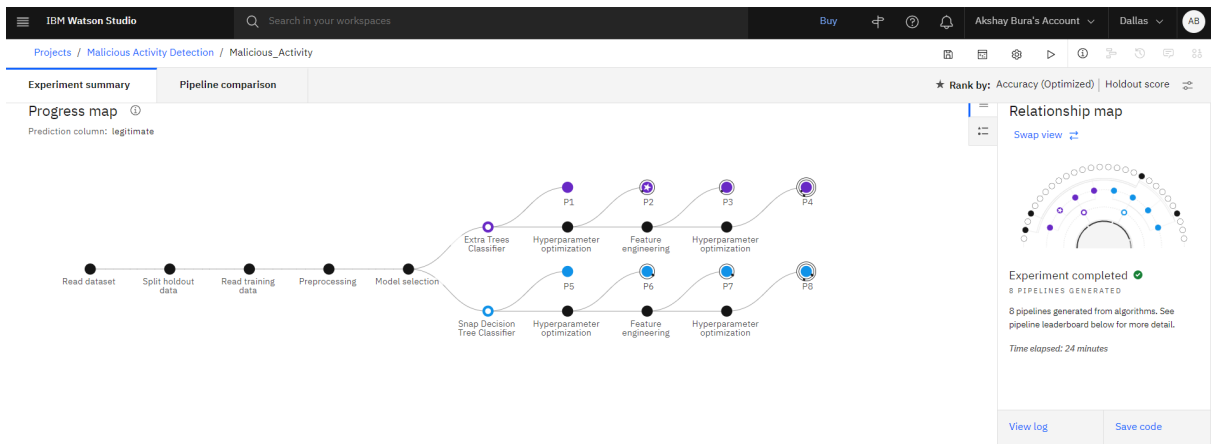 IBM Watson Studio
Search in your workspaces
Buy
Akshay Bura's Account
Dallas
AB
Projects / Malicious Activity Detection / Malicious_Activity
Experiment summary
Pipeline comparison
★ Rank by: Accuracy (Optimized) | Holdout score
Progress map
Prediction column: legitimate
P1
P2
P3
P4
Extra Trees
Classifier
Hyperparameter
optimization
Feature
engineering
Hyperparameter
optimization
Read dataset
Split holdout
data
Read training
data
Preprocessing
Model selection
P5
P6
P7
P8
Snap Decision
Tree Classifier
Hyperparameter
optimization
Feature
engineering
Hyperparameter
optimization
Relationship map
Swap view
Experiment completed
8 PIPELINES GENERATED
8 pipelines generated from algorithms. See
pipeline leaderboard below for more detail.
Time elapsed: 24 minutes
View log
Save code